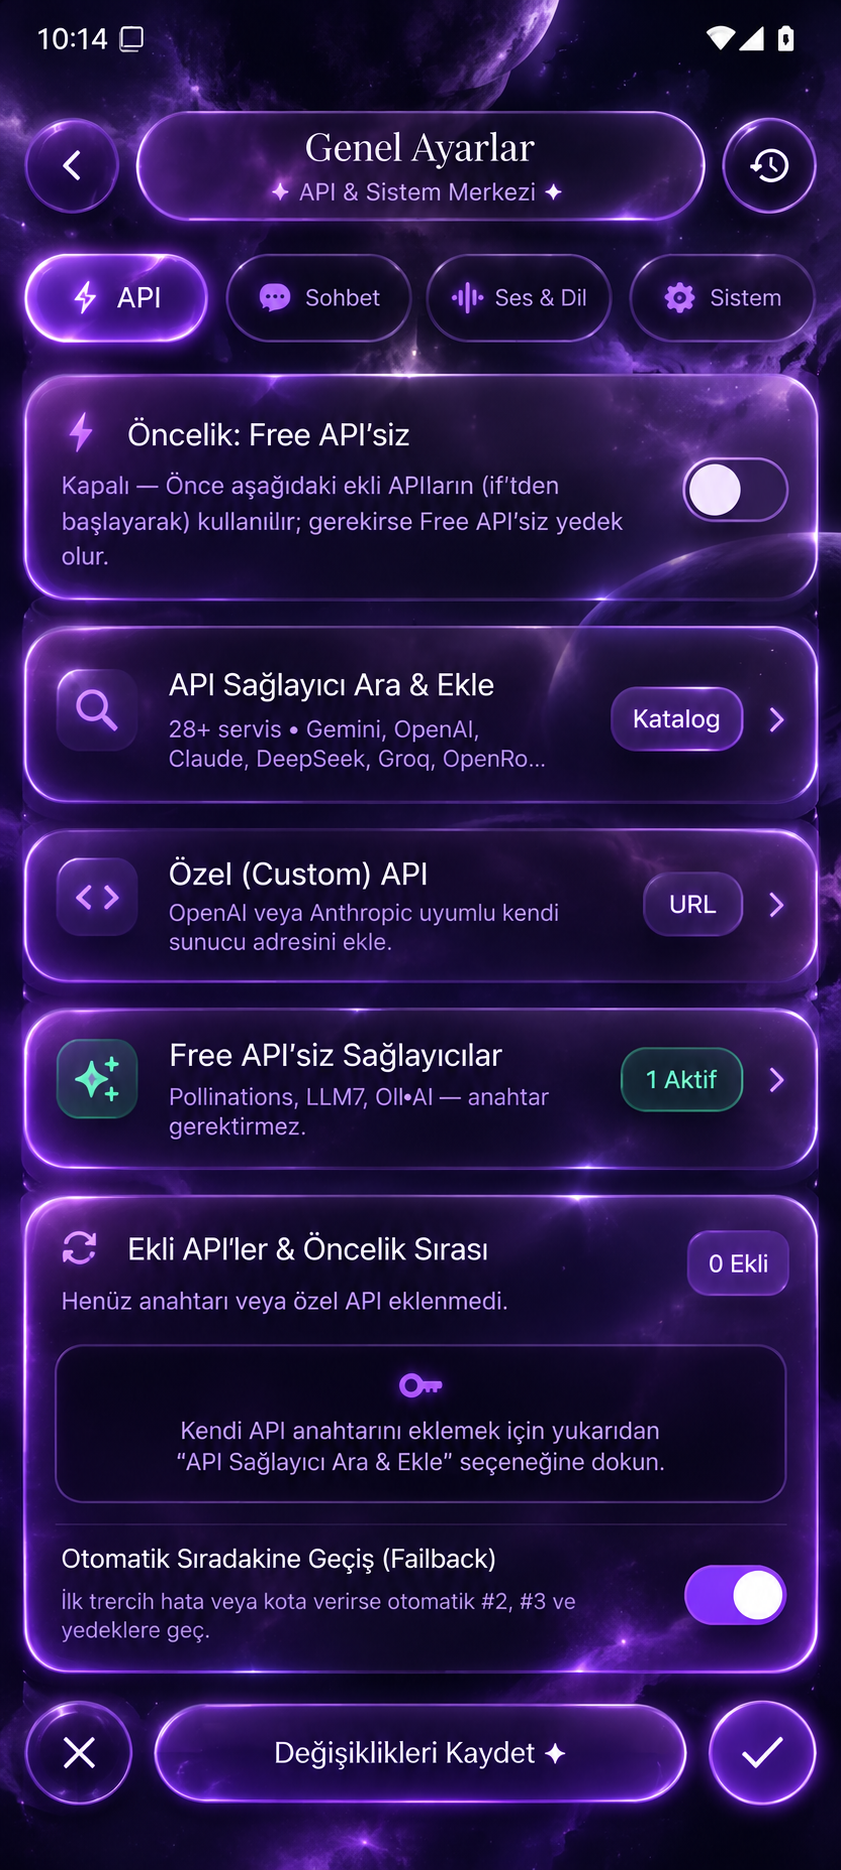 10:14
Genel Ayarlar
API & Sistem Merkezi
API
Sohbet
Ses & Dil
Sistem
Öncelik: Free API'siz
Kapalı — Önce aşağıdaki ekli APIların (if'tden
başlayarak) kullanıılır; gerekirse Free API'siz yedek
olur.
API Sağlayıcı Ara & Ekle
28+ servis • Gemini, OpenAI,
Claude, DeepSeek, Groq, OpenRo...
Katalog
Özel (Custom) API
OpenAI veya Anthropic uyumlu kendi
sunucu adresini ekle.
URL
Free API'siz Sağlayıcılar
Pollinations, LLM7, Oll•AI — anahtar
gerektirmez.
1 Aktif
Ekli API'ler & Öncelik Sırası
0 Ekli
Henüz anahtarı veya özel API eklenmedi.
Kendi API anahtarını eklemek için yukarıdan
“API Sağlayıcı Ara & Ekle” seçeneğine dokun.
Otomatik Sıradakine Geçiş (Failback)
İlk trercih hata veya kota verirse otomatik #2, #3 ve
yedeklere geç.
Değişiklikleri Kaydet